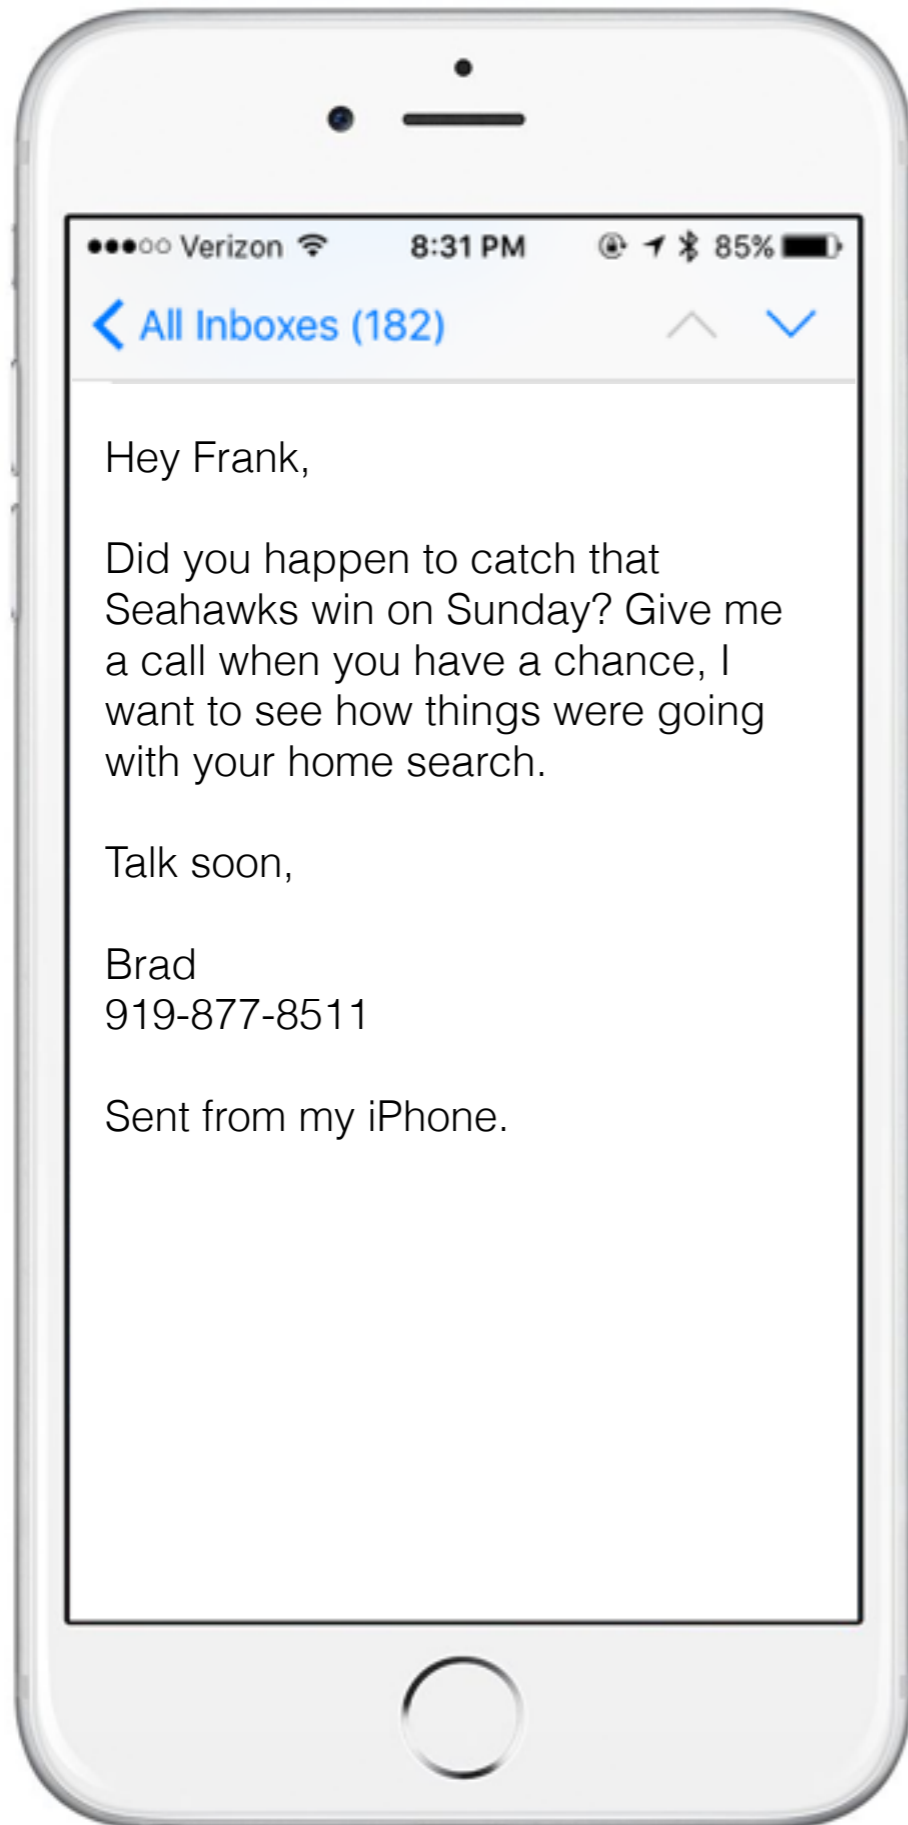 Verizon 8:31 PM 85%
All Inboxes (182)
Hey Frank,
Did you happen to catch that
Seahawks win on Sunday? Give me
a call when you have a chance, I
want to see how things were going
with your home search.
Talk soon,
Brad
919-877-8511
Sent from my iPhone.